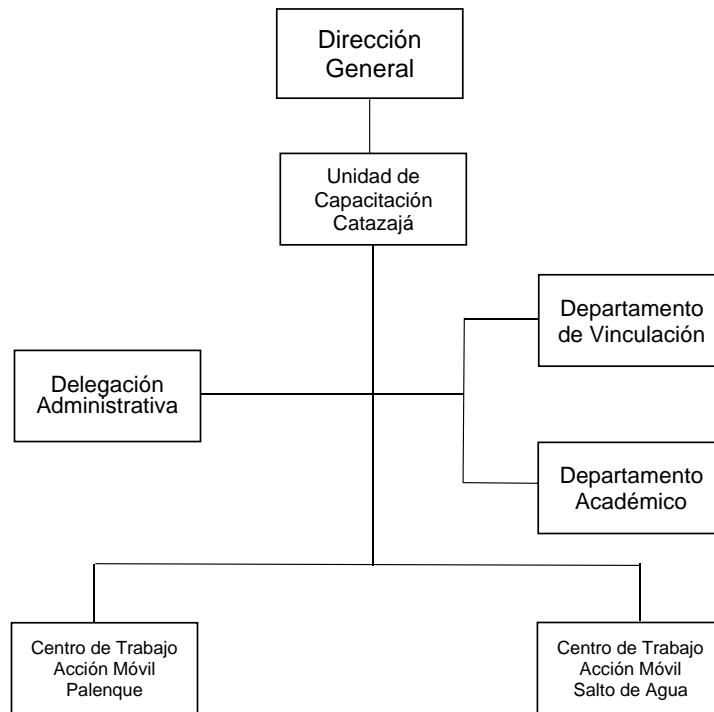 Dirección
General
Unidad de
Capacitación
Catazajá
Departamento
de Vinculación
Delegación
Administrativa
Departamento
Académico
Centro de Trabajo
Acción Móvil
Palenque
Centro de Trabajo
Acción Móvil
Salto de Agua